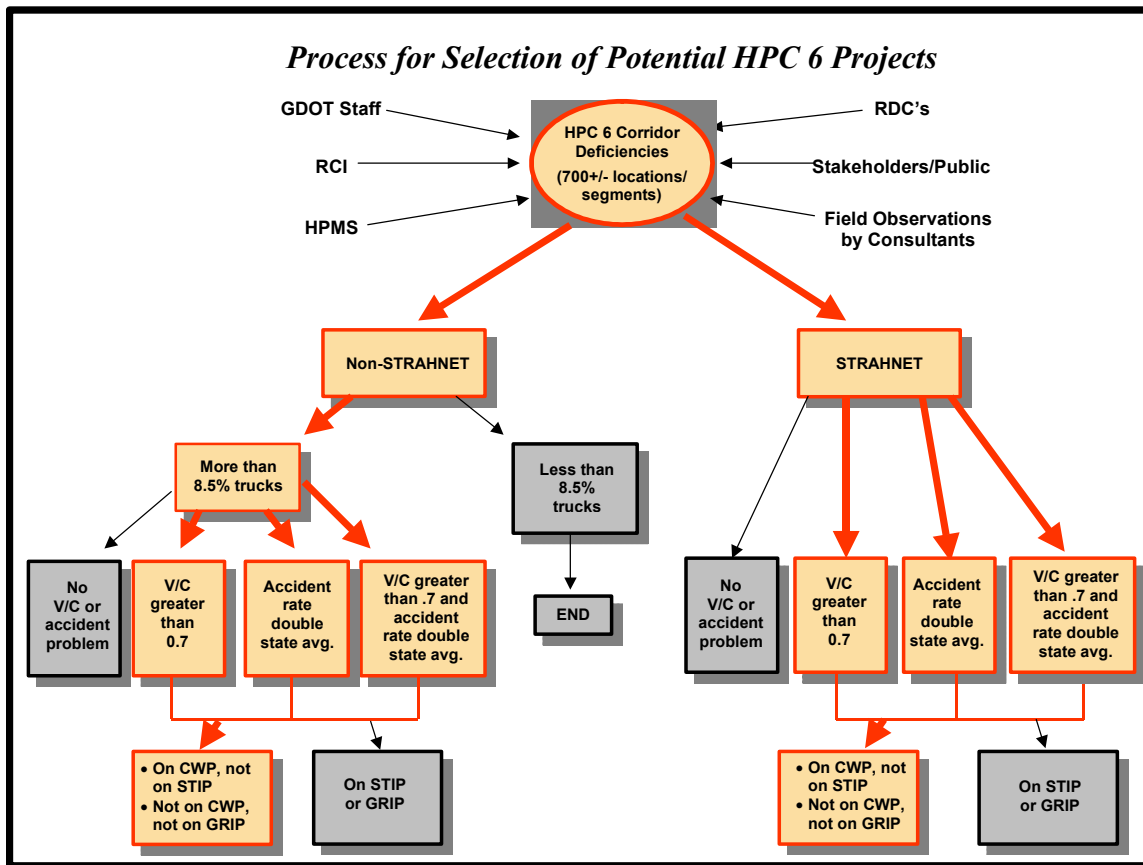 Process for Selection of Potential HPC 6 Projects
GDOT Staff
RCI
HPMS
HPC 6 Corridor
Deficiencies
(700+/- locations/
segments)
RDC's
Stakeholders/Public
Field Observations
by Consultants
Non-STRAHNET
STRAHNET
More than
8.5% trucks
Less than
8.5%
trucks
No
V/C or
accident
problem
V/C
greater
than
0.7
Accident
rate
double
state avg.
V/C greater
than .7 and
accident
rate double
state avg.
END
No
V/C or
accident
problem
V/C
greater
than
0.7
Accident
rate
double
state avg.
V/C greater
than .7 and
accident
rate double
state avg.
• On CWP, not
on STIP
• Not on CWP,
not on GRIP
On STIP
or GRIP
• On CWP, not
on STIP
• Not on CWP,
not on GRIP
On STIP
or GRIP